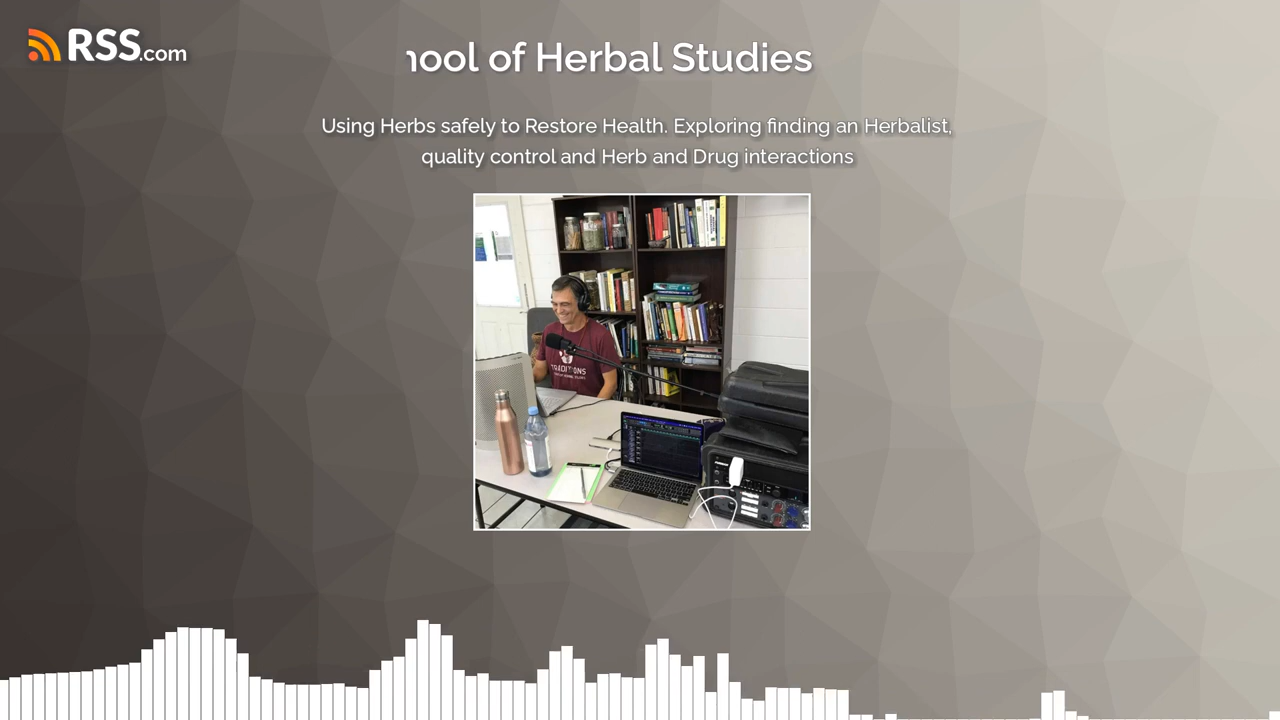 RSS.com
hool of Herbal Studies
Using Herbs safely to Restore Health. Exploring finding an Herbalist,
quality control and Herb and Drug interactions
TRADITIONS